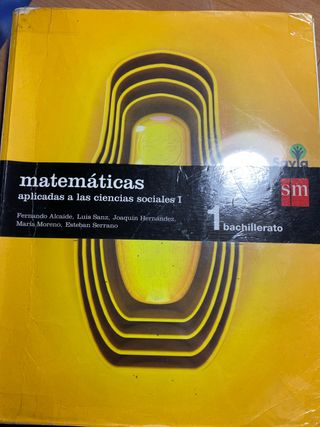 Savia
sm
matemáticas
aplicadas a las ciencias sociales I
Fernando Alcaide, Luis Sanz, Joaquín Hernández,
María Moreno, Esteban Serrano
1 bachillerato